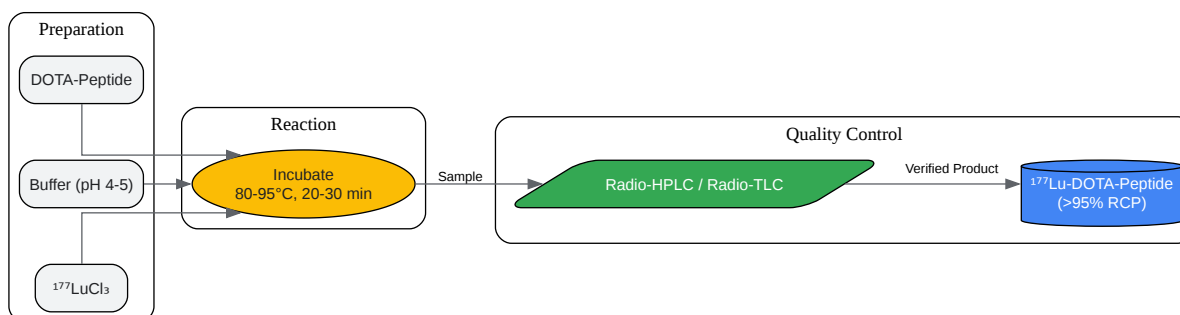 Preparation
DOTA-Peptide
Buffer (pH 4-5)
¹⁷⁷LuCl₃
Reaction
Incubate
80-95°C, 20-30 min
Sample
Quality Control
Radio-HPLC / Radio-TLC
Verified Product
¹⁷⁷Lu-DOTA-Peptide
(>95% RCP)